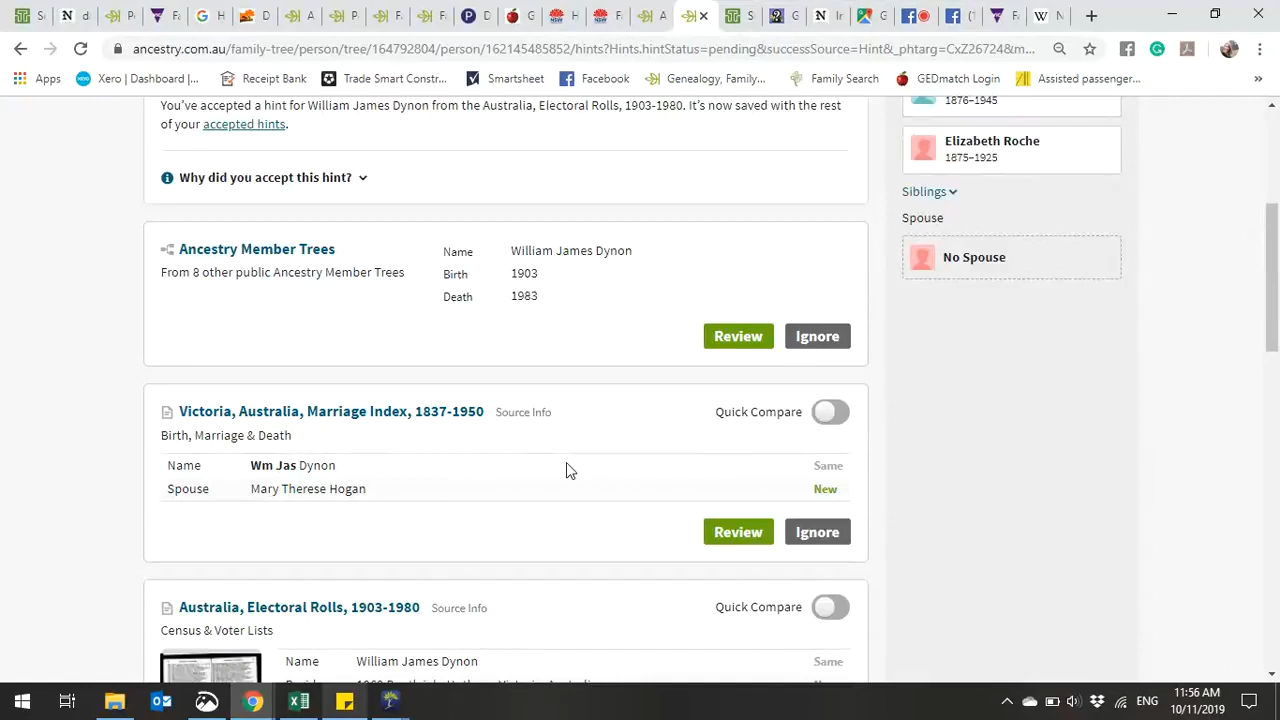 ancestry.com.au/family-tree/person/tree/164792804/person/162145485852/hints?Hints.hintStatus=pending&successSource=Hint&_phtarg=CxZ26724&m...
Apps
Xero | Dashboard |...
Receipt Bank
Trade Smart Constr...
Smartsheet
Facebook
Genealogy, Family...
Family Search
GEDmatch Login
Assisted passenger...
»
You've accepted a hint for William James Dynon from the Australia, Electoral Rolls, 1903-1980. It's now saved with the rest
of your accepted hints.
Why did you accept this hint?
1876–1945
Elizabeth Roche
1875–1925
Siblings
Spouse
No Spouse
Ancestry Member Trees
From 8 other public Ancestry Member Trees
Name William James Dynon
Birth 1903
Death 1983
Review Ignore
Victoria, Australia, Marriage Index, 1837-1950 Source Info Quick Compare
Birth, Marriage & Death
Name Wm Jas Dynon Same
Spouse Mary Therese Hogan New
Review Ignore
Australia, Electoral Rolls, 1903-1980 Source Info Quick Compare
Census & Voter Lists
Name William James Dynon Same
ENG
11:56 AM
10/11/2019